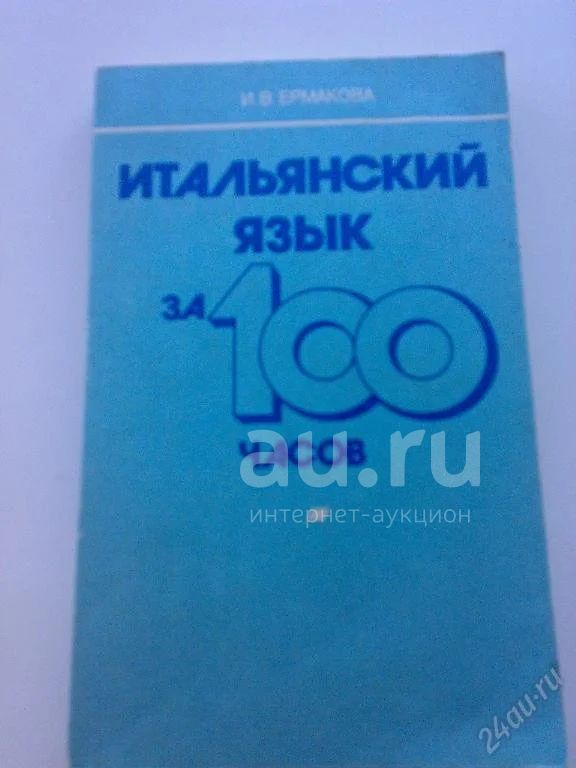 И.В ЕРМАКОВА
ИТАЛЬЯНСКИЙ
ЯЗЫК
ЗА 100
ЧАСОВ
au.ru
интернет-аукцион
24au.ru